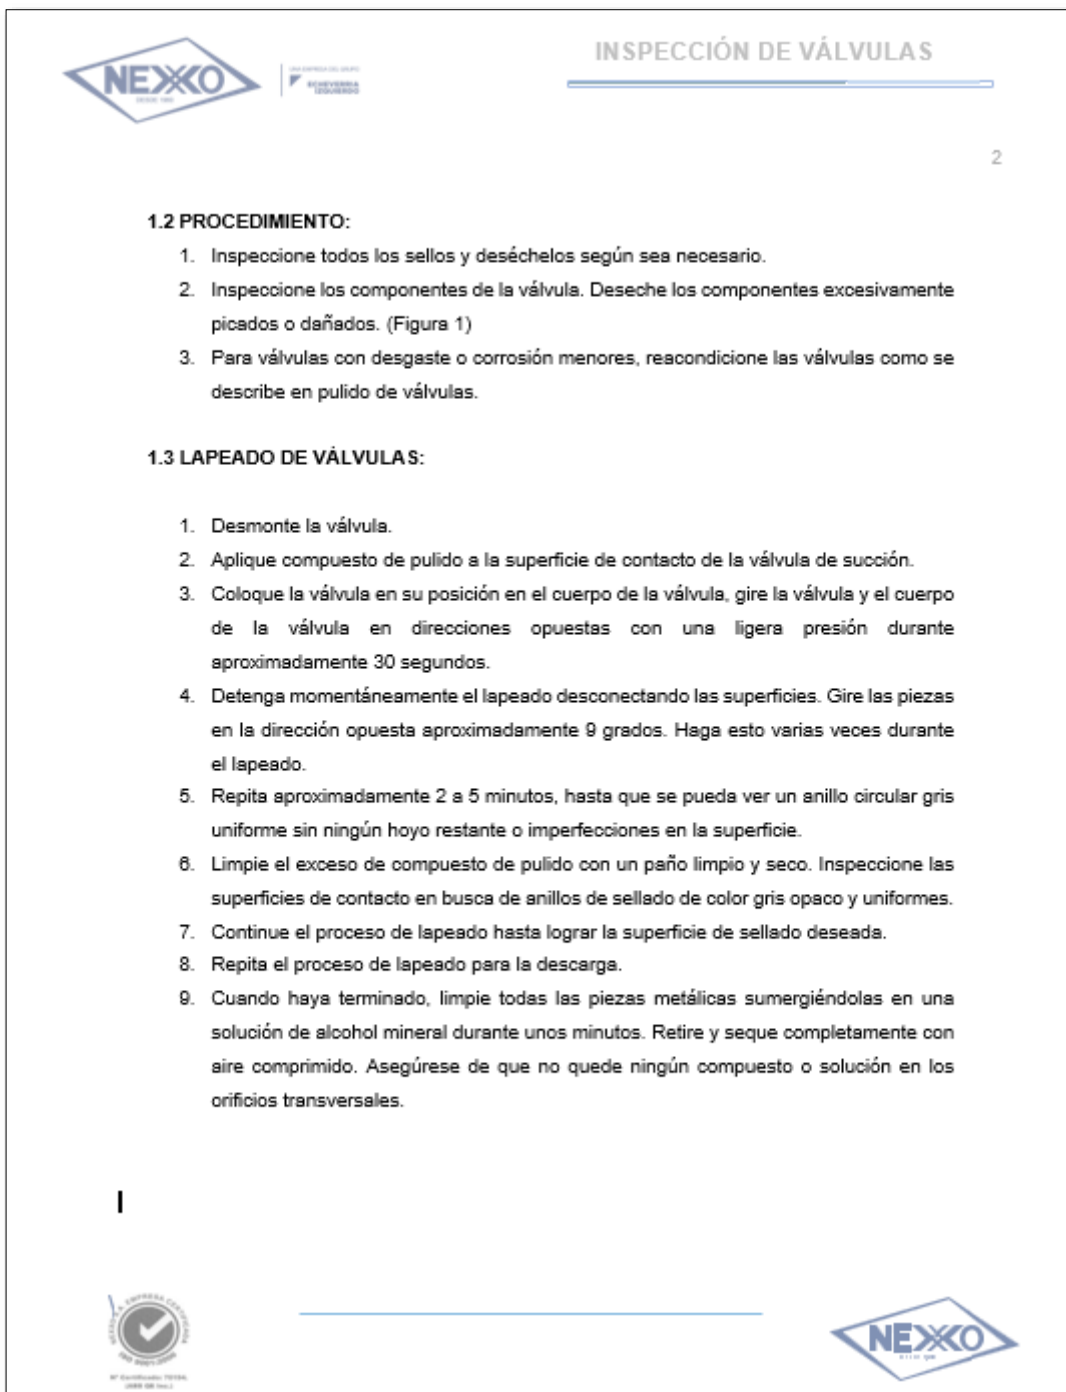 NEXXO
DESDE 1985
UNA EMPRESA DEL GRUPO
ECHEVERRIA
IZQUIERDO
INSPECCIÓN DE VÁLVULAS
2
1.2 PROCEDIMIENTO:
1. Inspeccione todos los sellos y deséchelos según sea necesario.
2. Inspeccione los componentes de la válvula. Deseche los componentes excesivamente
picados o dañados. (Figura 1)
3. Para válvulas con desgaste o corrosión menores, reacondicione las válvulas como se
describe en pulido de válvulas.
1.3 LAPEADO DE VÁLVULAS:
1. Desmonte la válvula.
2. Aplique compuesto de pulido a la superficie de contacto de la válvula de succión.
3. Coloque la válvula en su posición en el cuerpo de la válvula, gire la válvula y el cuerpo
de la válvula en direcciones opuestas con una ligera presión durante
aproximadamente 30 segundos.
4. Detenga momentáneamente el lapeado desconectando las superficies. Gire las piezas
en la dirección opuesta aproximadamente 9 grados. Haga esto varias veces durante
el lapeado.
5. Repita aproximadamente 2 a 5 minutos, hasta que se pueda ver un anillo circular gris
uniforme sin ningún hoyo restante o imperfecciones en la superficie.
6. Limpie el exceso de compuesto de pulido con un paño limpio y seco. Inspeccione las
superficies de contacto en busca de anillos de sellado de color gris opaco y uniformes.
7. Continue el proceso de lapeado hasta lograr la superficie de sellado deseada.
8. Repita el proceso de lapeado para la descarga.
9. Cuando haya terminado, limpie todas las piezas metálicas sumergiéndolas en una
solución de alcohol mineral durante unos minutos. Retire y seque completamente con
aire comprimido. Asegúrese de que no quede ningún compuesto o solución en los
orificios transversales.
EMPRESA CERTIFICADA
Nº Certificado:
NEXXO